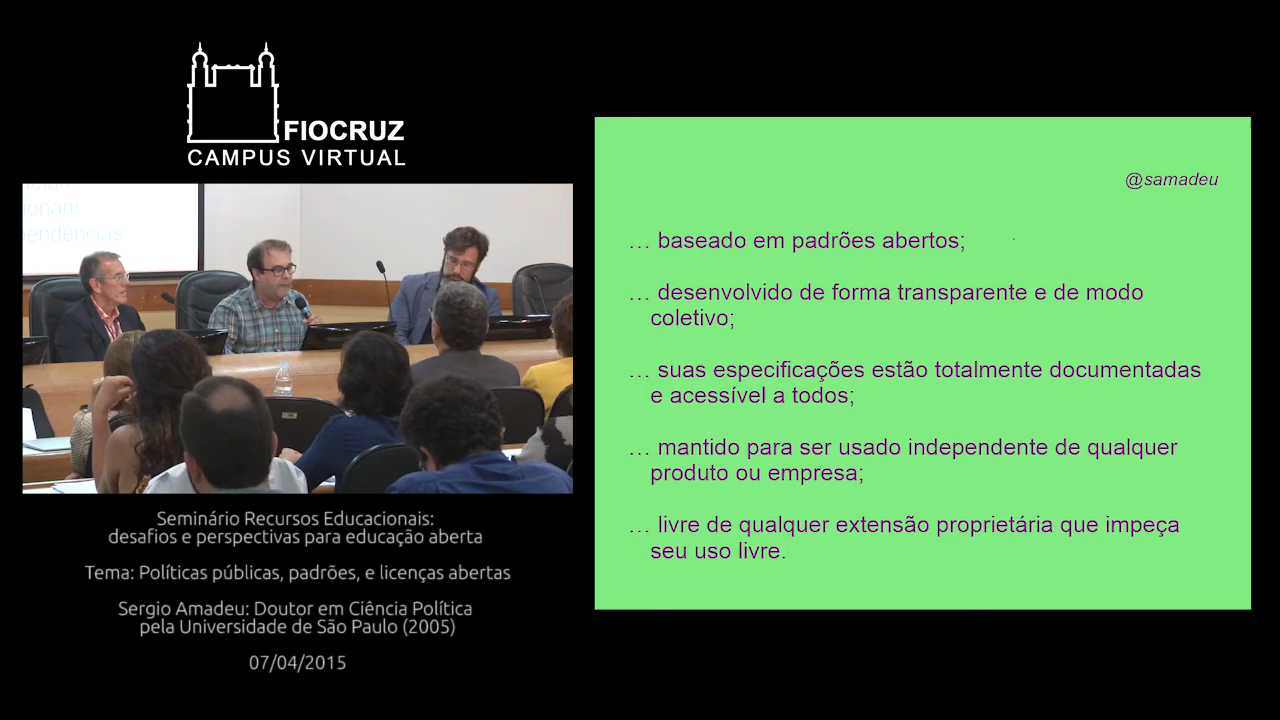 FIOCRUZ
CAMPUS VIRTUAL
ionam
pendencias
Seminário Recursos Educacionais:
desafios e perspectivas para educação aberta
Tema: Políticas públicas, padrões, e licenças abertas
Sergio Amadeu: Doutor em Ciência Política
pela Universidade de São Paulo (2005)
07/04/2015
@samadeu
... baseado em padrões abertos;
... desenvolvido de forma transparente e de modo
coletivo;
... suas especificações estão totalmente documentadas
e acessível a todos;
... mantido para ser usado independente de qualquer
produto ou empresa;
... livre de qualquer extensão proprietária que impeça
seu uso livre.